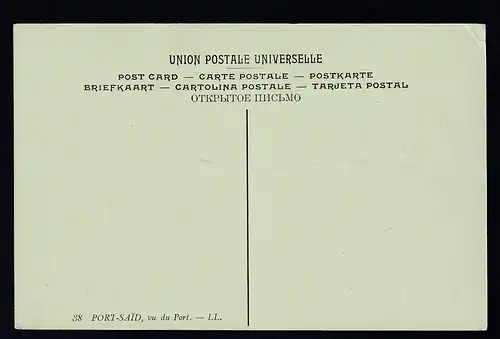 UNION POSTALE UNIVERSELLE
POST CARD — CARTE POSTALE — POSTKARTE
BRIEFKAART — CARTOLINA POSTALE — TARJETA POSTAL
ОТКРЫТОЕ ПИСЬМО
38 PORT-SAÏD, vu du Port. — LL.